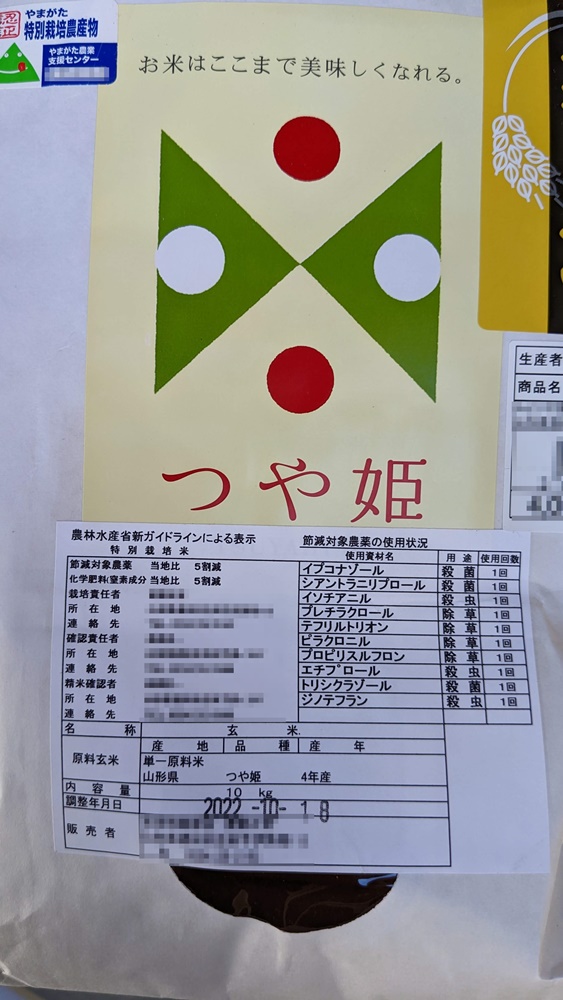 認証
やまがた
特別栽培農産物
やまがた農業
支援センター
お米はここまで美味しくなれる。
つや姫
生産者
商品名
4.0
農林水産省新ガイドラインによる表示
特別栽培米
節減対象農薬 当地比 5割減
化学肥料(窒素成分 当地比 5割減
栽培責任者
所在地
連絡先
確認責任者
所在地
連絡先
精米確認者
所在地
連絡先
節減対象農薬の使用状況
使用資材名 用途 使用回数
イプコナゾール 殺菌 1回
シアントラニリプロール 殺菌 1回
イソチアニル 殺虫 1回
プレチラクロール 除草 1回
テフリルトリオン 除草 1回
ピラクロニル 除草 1回
プロピリスルフロン 除草 1回
エチプロール 殺虫 1回
トリシクラゾール 殺菌 1回
ジノテフラン 殺虫 1回
名称 玄米.
原料玄米 産地 品種 産年
単一原料米
山形県 つや姫 4年産
内容量 10 kg
調整年月日 2022-10-18
販売者